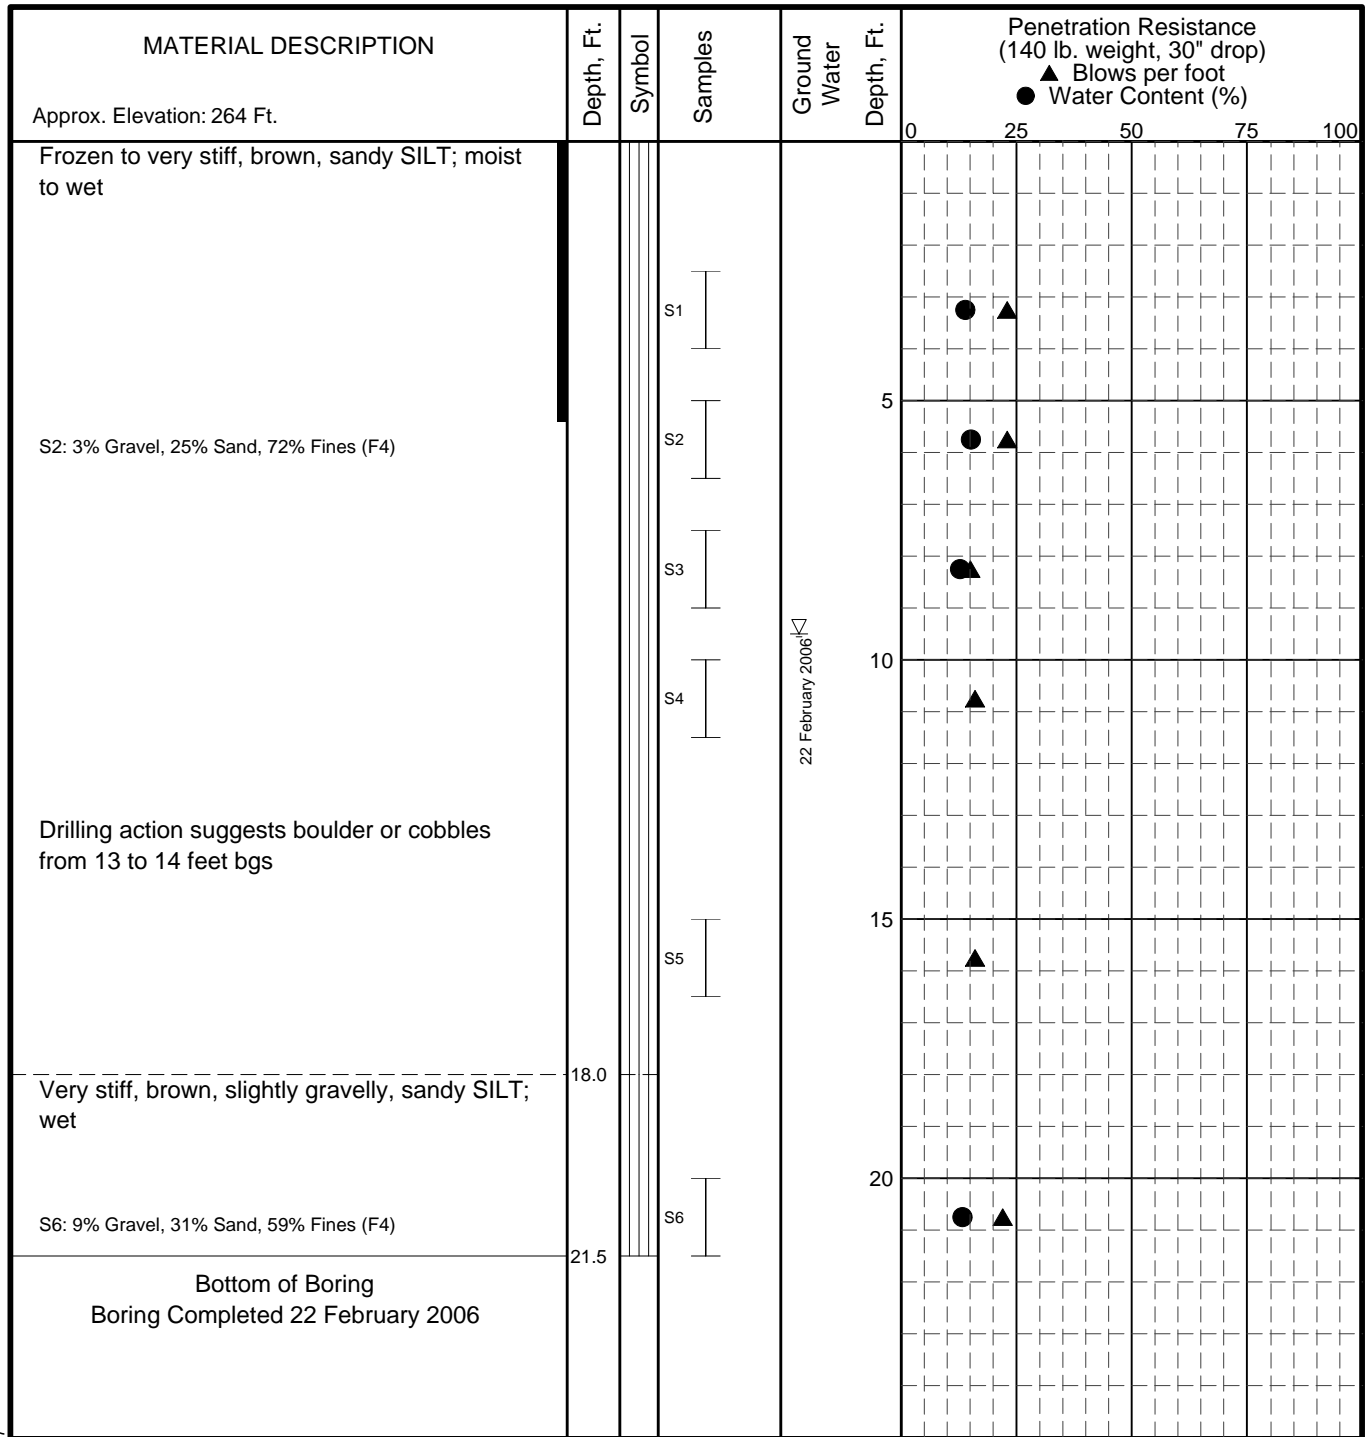 MATERIAL DESCRIPTION
Approx. Elevation: 264 Ft.
Depth, Ft.
Symbol
Samples
Ground
Water
Depth, Ft.
Penetration Resistance
(140 lb. weight, 30" drop)
▲ Blows per foot
● Water Content (%)
0 25 50 75 100
Frozen to very stiff, brown, sandy SILT; moist
to wet
S1
5
S2: 3% Gravel, 25% Sand, 72% Fines (F4)
S2
S3
22 February 2006
10
S4
Drilling action suggests boulder or cobbles
from 13 to 14 feet bgs
15
S5
18.0
Very stiff, brown, slightly gravelly, sandy SILT;
wet
20
S6: 9% Gravel, 31% Sand, 59% Fines (F4)
S6
21.5
Bottom of Boring
Boring Completed 22 February 2006